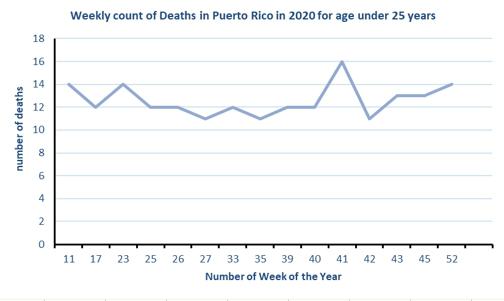 Weekly count of Deaths in Puerto Rico in 2020 for age under 25 years
number of deaths
18
16
14
12
10
8
6
4
2
0
11 17 23 25 26 27 33 35 39 40 41 42 43 45 52
Number of Week of the Year